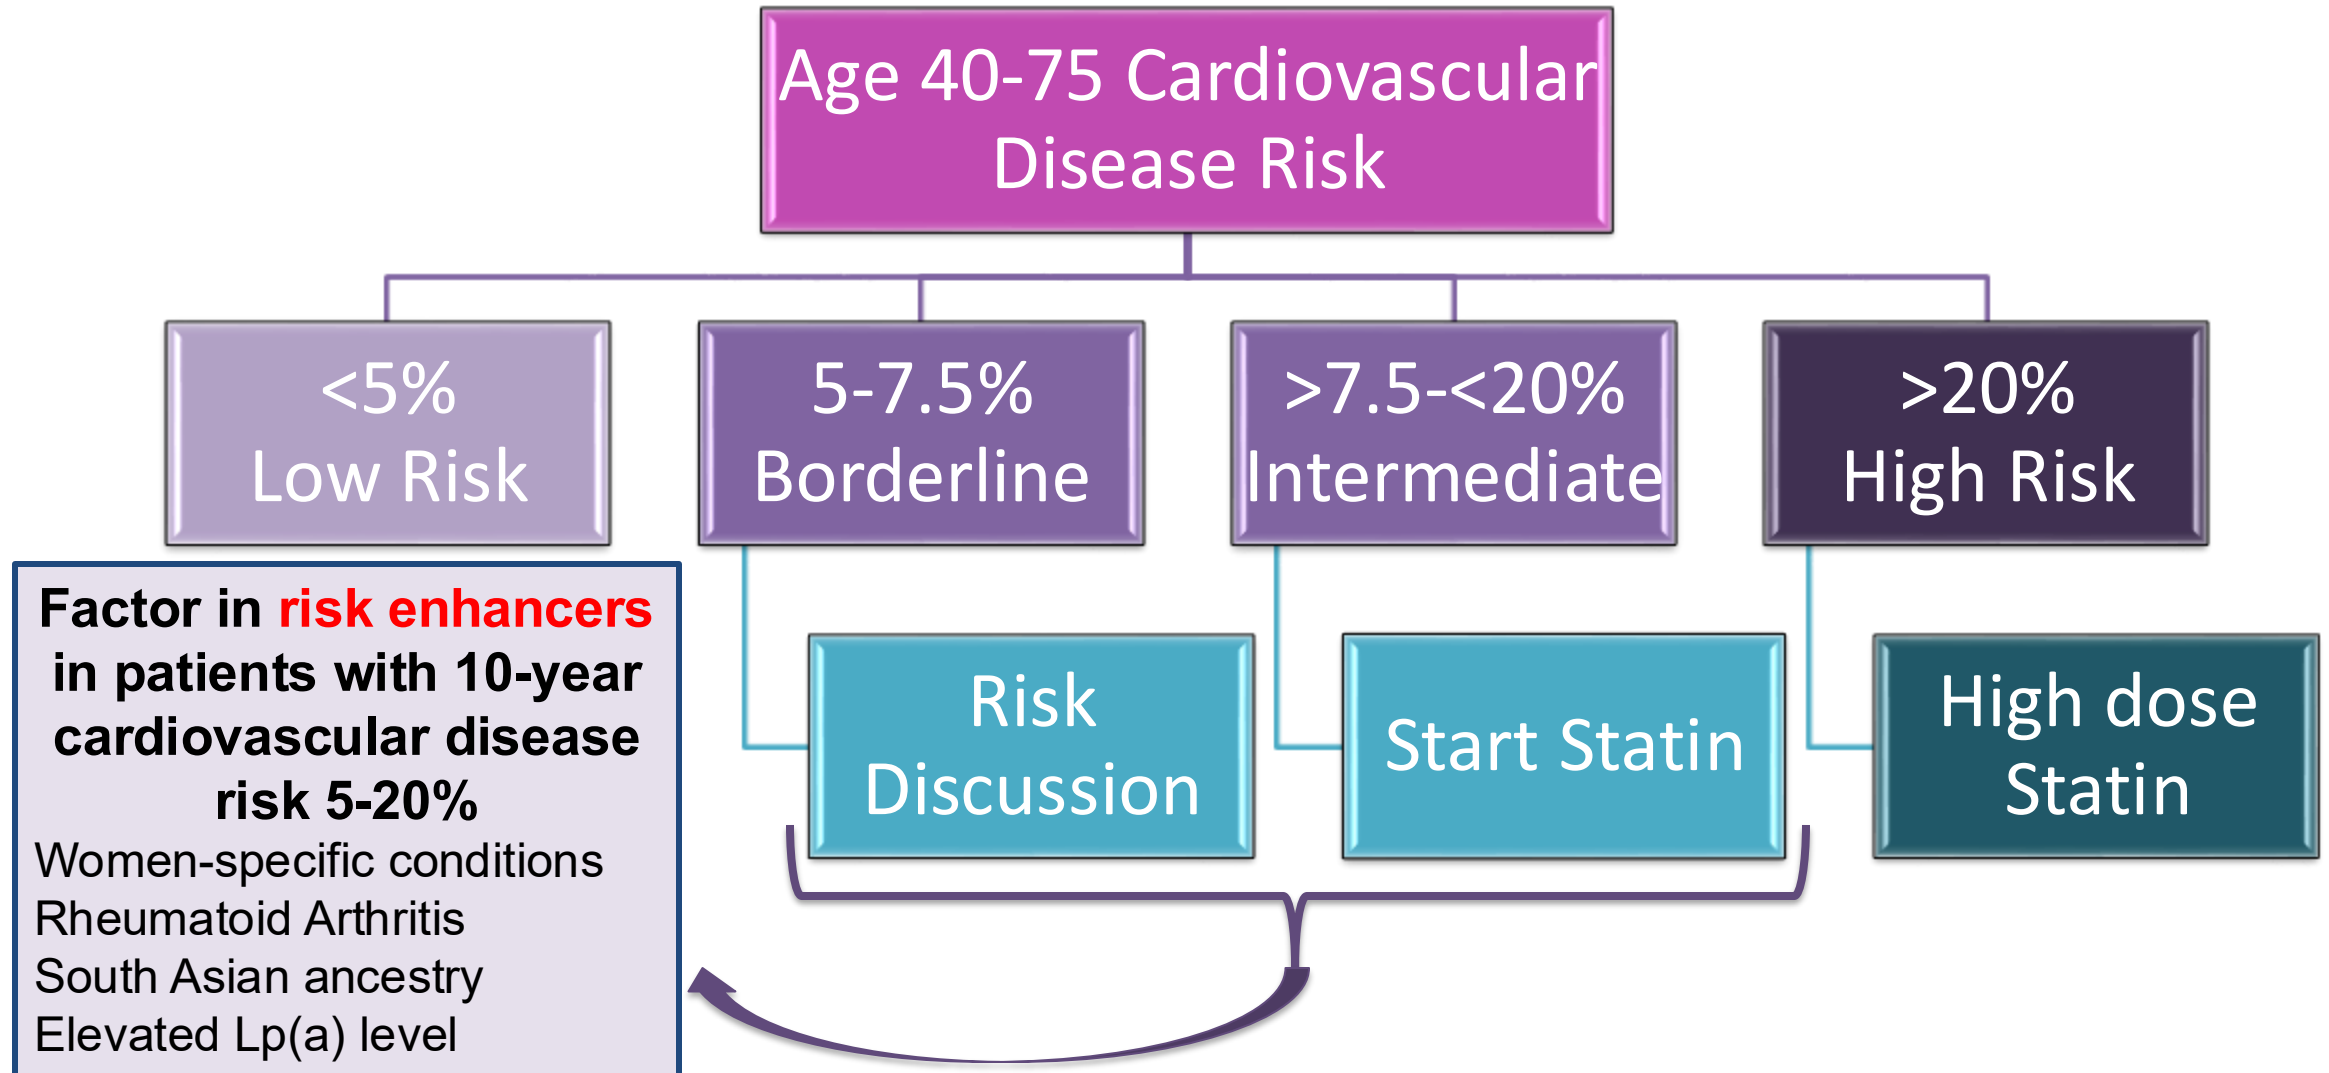 Age 40-75 Cardiovascular
Disease Risk
<5%
Low Risk
5-7.5%
Borderline
>7.5-<20%
Intermediate
>20%
High Risk
Risk
Discussion
Start Statin
High dose
Statin
Factor in risk enhancers
in patients with 10-year
cardiovascular disease
risk 5-20%
Women-specific conditions
Rheumatoid Arthritis
South Asian ancestry
Elevated Lp(a) level